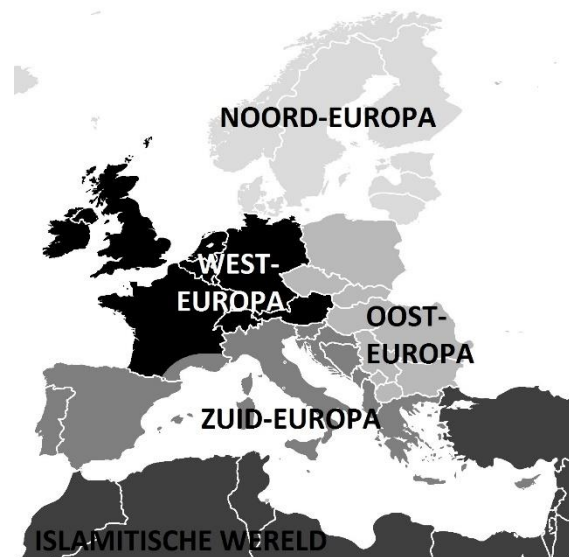 NOORD-EUROPA
WEST-
EUROPA
OOST-
EUROPA
ZUID-EUROPA
ISLAMITISCHE WERELD